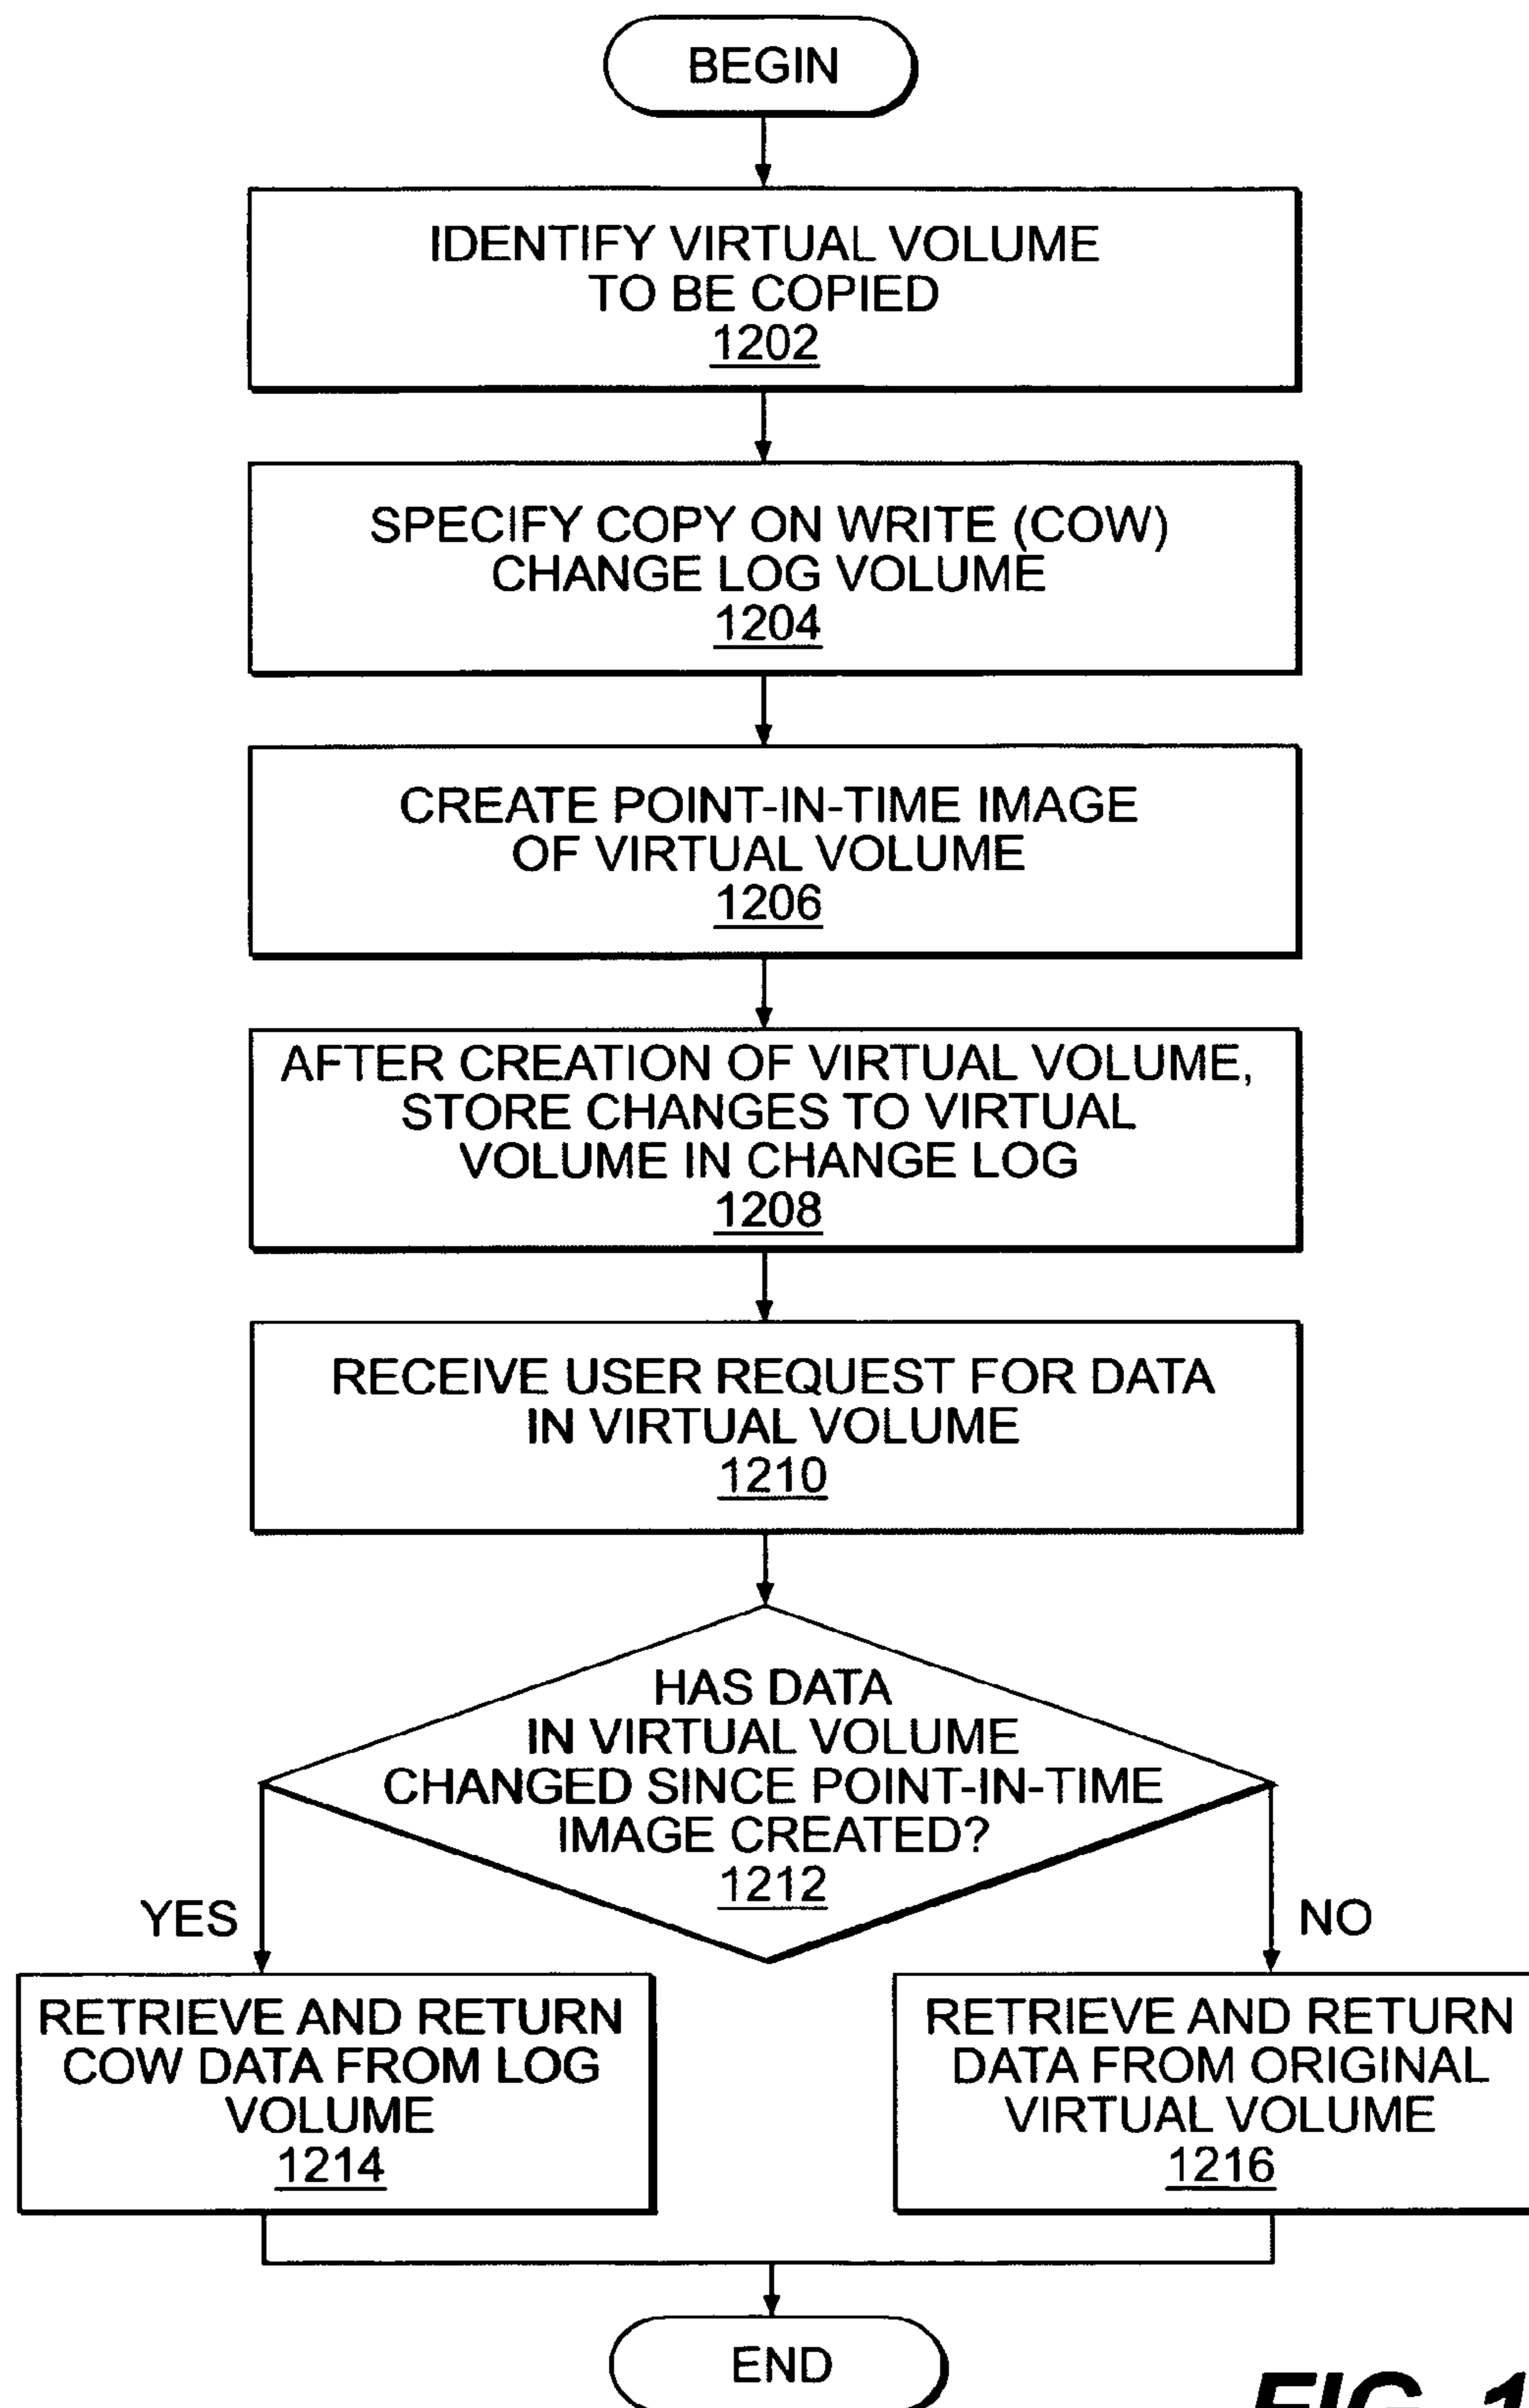 BEGIN
IDENTIFY VIRTUAL VOLUME
TO BE COPIED
1202
SPECIFY COPY ON WRITE (COW)
CHANGE LOG VOLUME
1204
CREATE POINT-IN-TIME IMAGE
OF VIRTUAL VOLUME
1206
AFTER CREATION OF VIRTUAL VOLUME,
STORE CHANGES TO VIRTUAL
VOLUME IN CHANGE LOG
1208
RECEIVE USER REQUEST FOR DATA
IN VIRTUAL VOLUME
1210
HAS DATA
IN VIRTUAL VOLUME
CHANGED SINCE POINT-IN-TIME
IMAGE CREATED?
1212
YES
NO
RETRIEVE AND RETURN
COW DATA FROM LOG
VOLUME
1214
RETRIEVE AND RETURN
DATA FROM ORIGINAL
VIRTUAL VOLUME
1216
END
FIG.